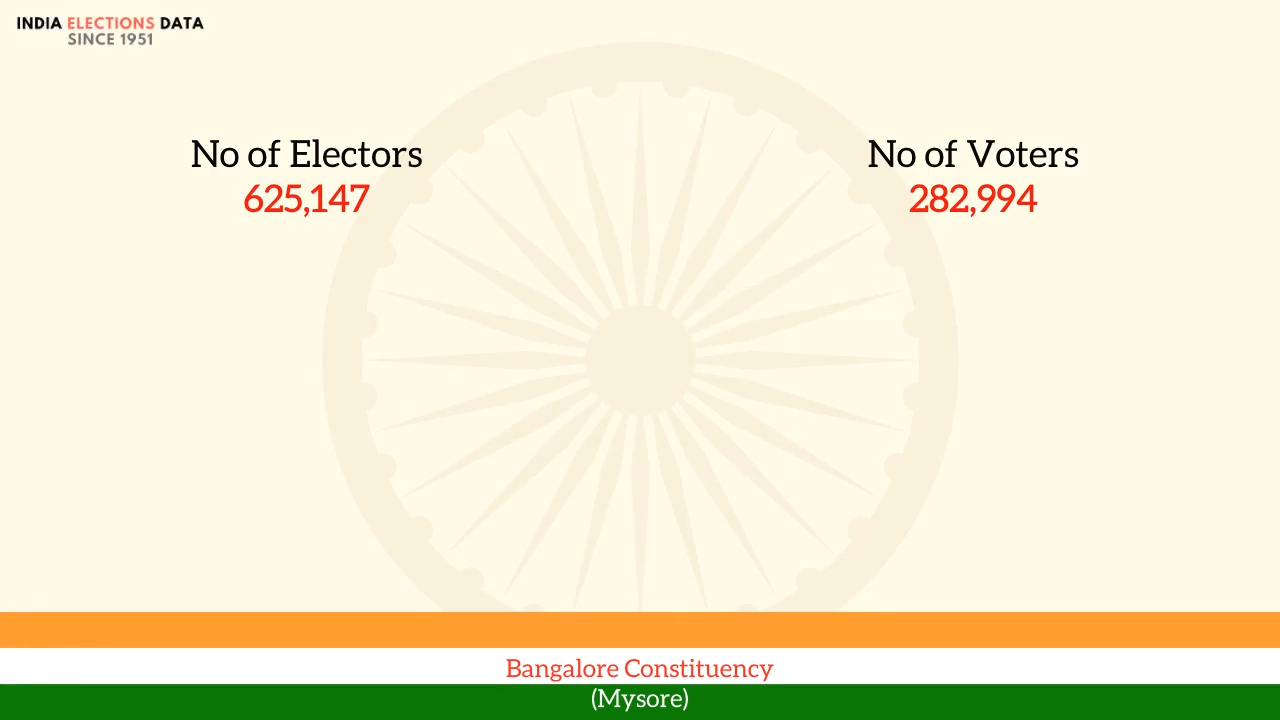 INDIA ELECTIONS DATA
SINCE 1951
No of Electors
625,147
No of Voters
282,994
Bangalore Constituency
(Mysore)